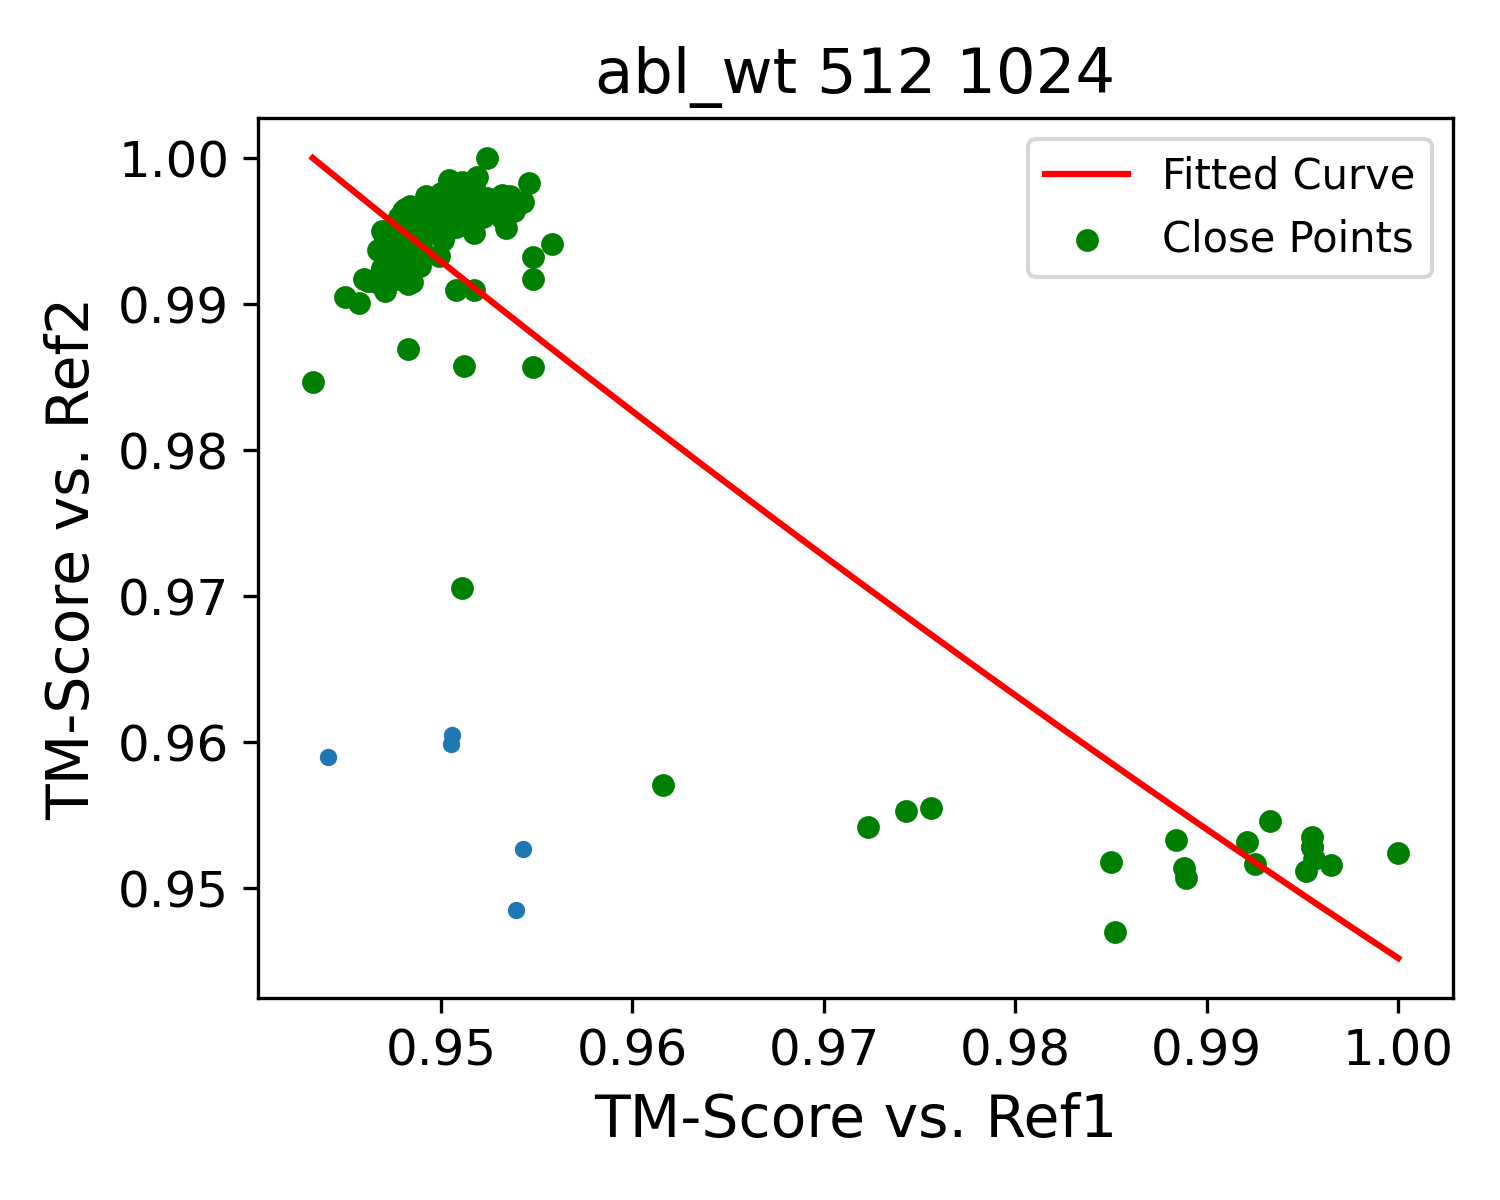 abl_wt 512 1024
Fitted Curve
Close Points
TM-Score vs. Ref2
1.00
0.99
0.98
0.97
0.96
0.95
0.95 0.96 0.97 0.98 0.99 1.00
TM-Score vs. Ref1